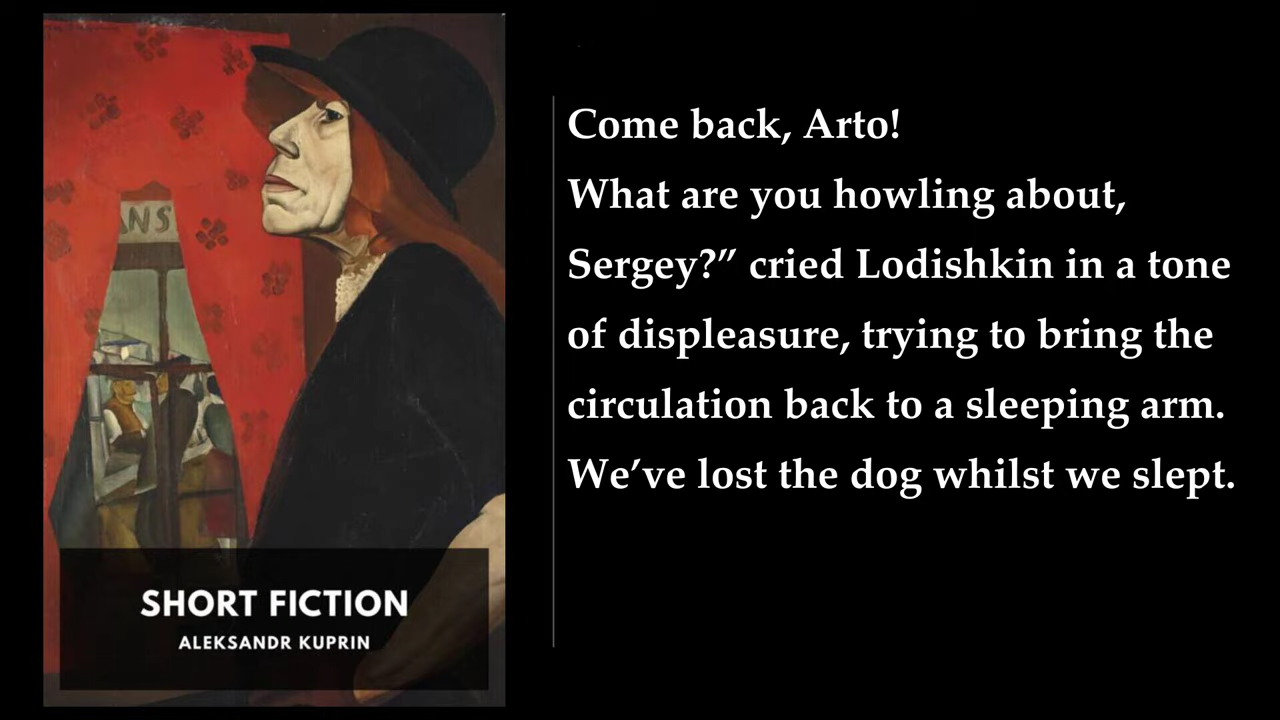 ANS
SHORT FICTION
ALEKSANDR KUPRIN
Come back, Arto!
What are you howling about,
Sergey?” cried Lodishkin in a tone
of displeasure, trying to bring the
circulation back to a sleeping arm.
We’ve lost the dog whilst we slept.